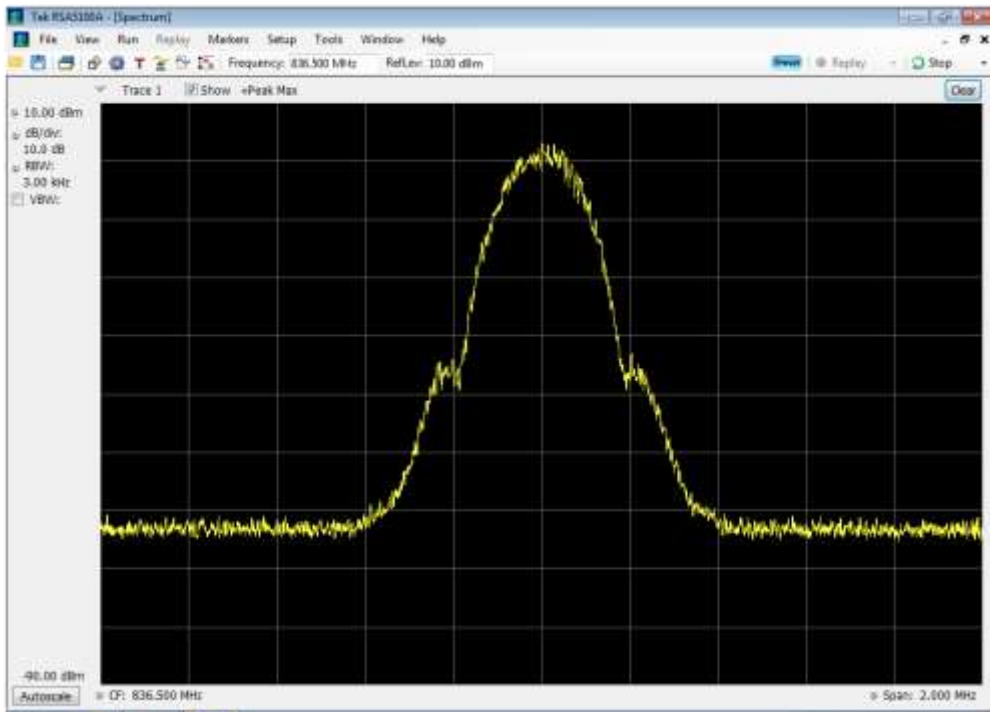 Tek RSA5100A - [Spectrum]
File View Run Replay Markers Setup Tools Window Help
T Frequency: 836.500 MHz RefLev: 10.00 dBm Preset Replay Stop
Trace 1 Show +Peak Max Clear
10.00 dBm
dB/div:
10.0 dB
RBW:
3.00 kHz
VBW:
-90.00 dBm
Autoscale CF: 836.500 MHz Span: 2.000 MHz